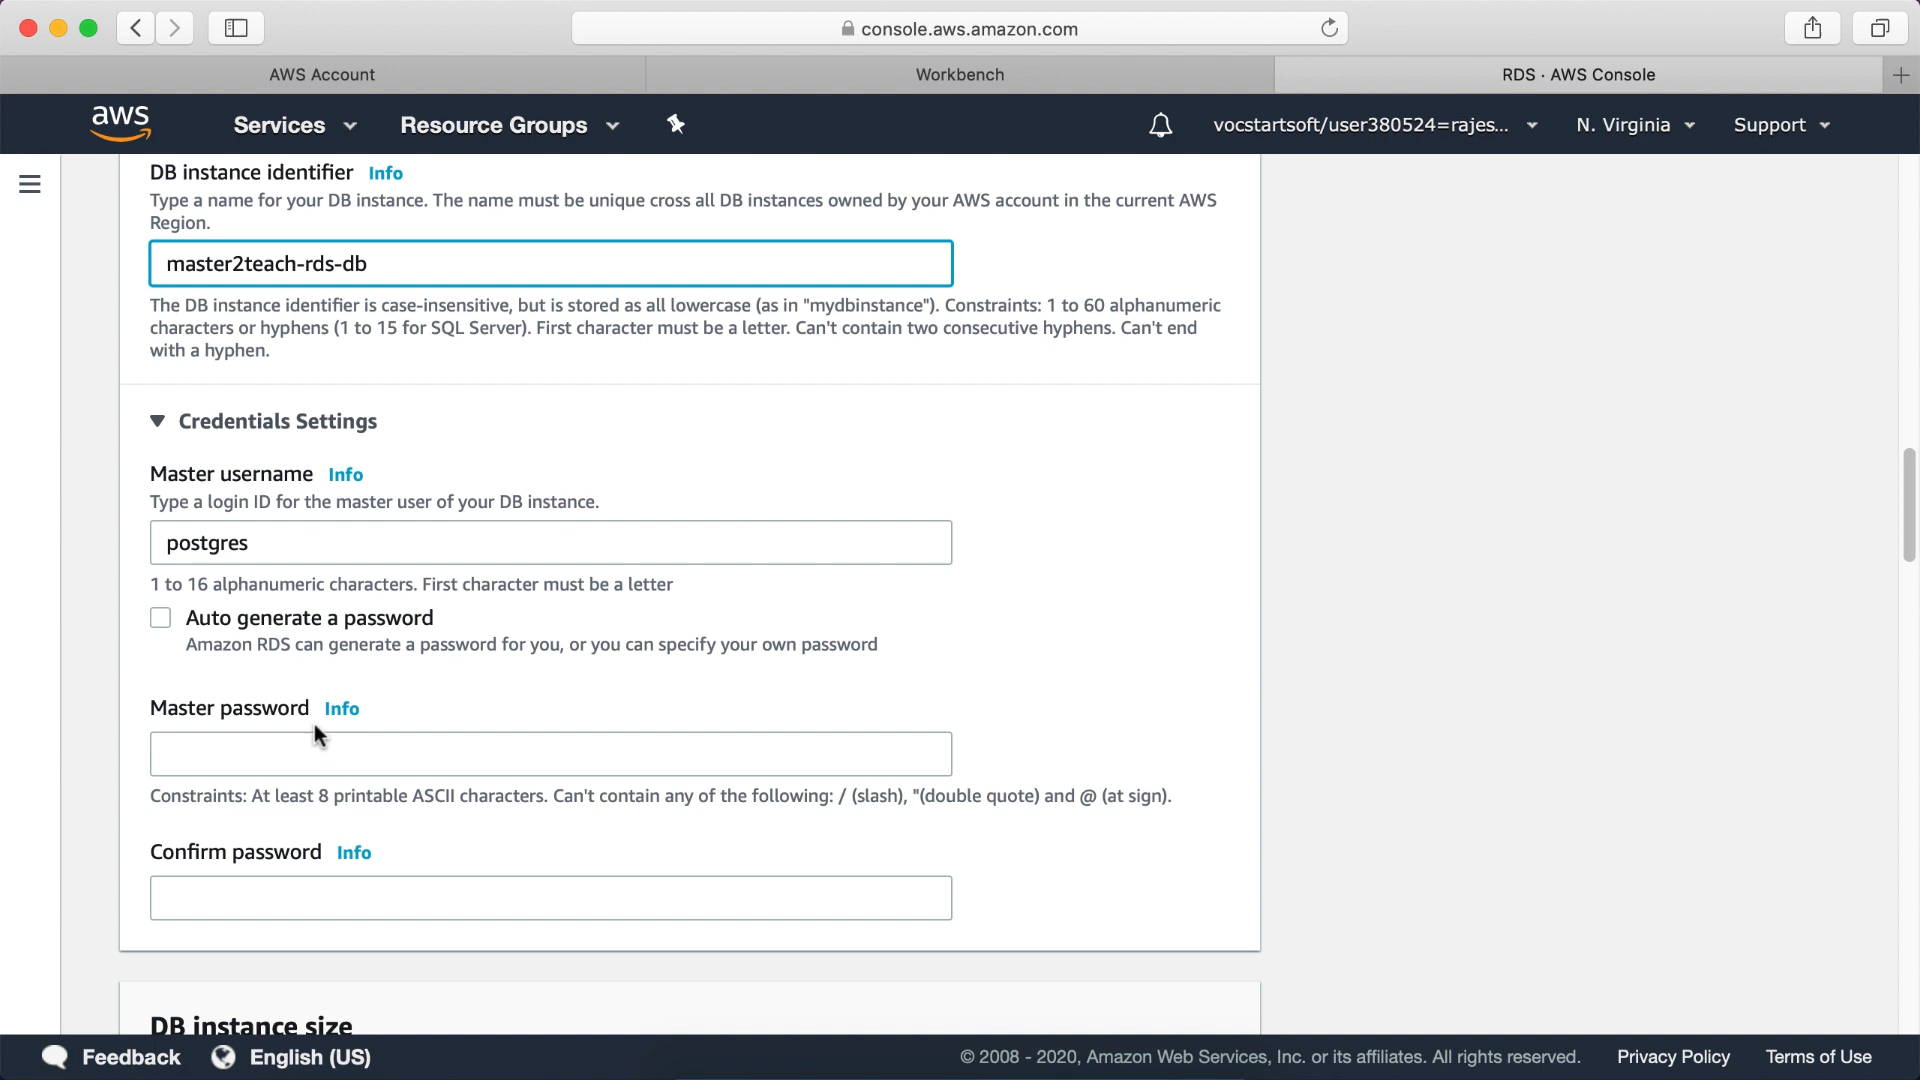 console.aws.amazon.com
AWS Account
Workbench
RDS · AWS Console
aws
Services
Resource Groups
vocstartsoft/user380524=rajes...
N. Virginia
Support
DB instance identifier Info
Type a name for your DB instance. The name must be unique cross all DB instances owned by your AWS account in the current AWS
Region.
master2teach-rds-db
The DB instance identifier is case-insensitive, but is stored as all lowercase (as in "mydbinstance"). Constraints: 1 to 60 alphanumeric
characters or hyphens (1 to 15 for SQL Server). First character must be a letter. Can't contain two consecutive hyphens. Can't end
with a hyphen.
Credentials Settings
Master username Info
Type a login ID for the master user of your DB instance.
postgres
1 to 16 alphanumeric characters. First character must be a letter
Auto generate a password
Amazon RDS can generate a password for you, or you can specify your own password
Master password Info
Constraints: At least 8 printable ASCII characters. Can't contain any of the following: / (slash), "(double quote) and @ (at sign).
Confirm password Info
DB instance size
Feedback
English (US)
© 2008 - 2020, Amazon Web Services, Inc. or its affiliates. All rights reserved.
Privacy Policy
Terms of Use